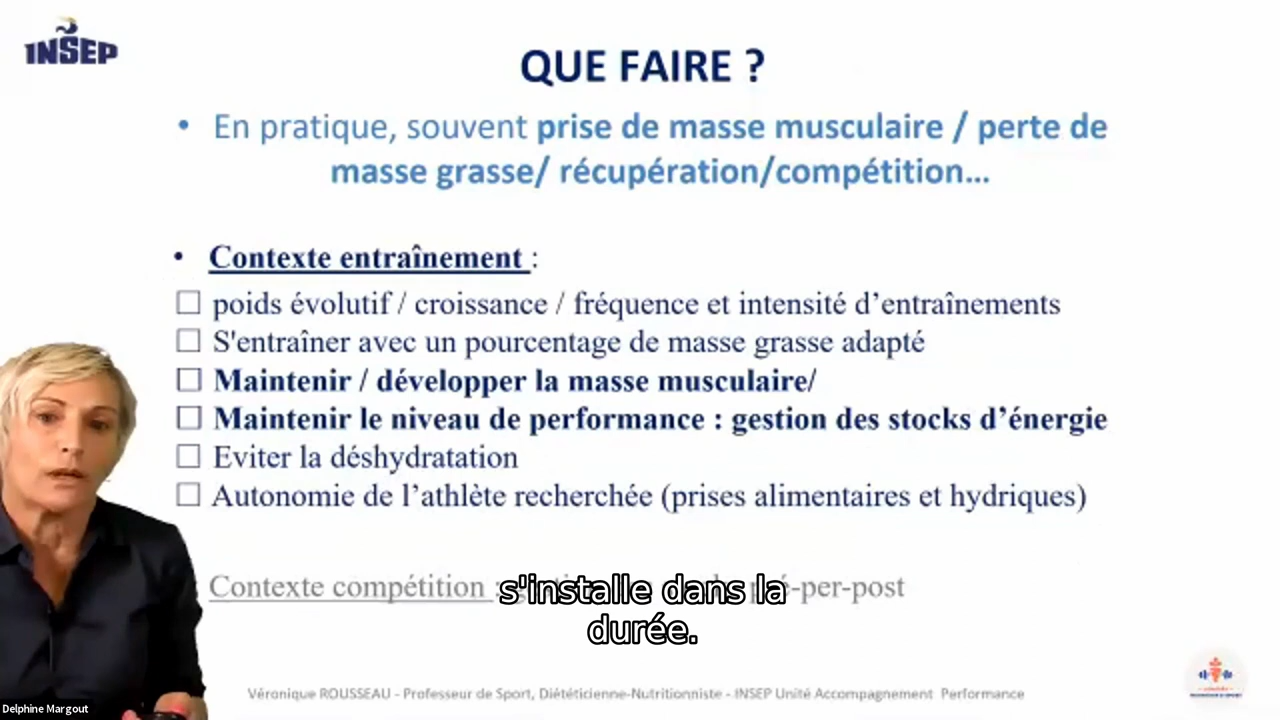 INSEP
QUE FAIRE ?
• En pratique, souvent prise de masse musculaire / perte de
masse grasse/ récupération/compétition...
• Contexte entraînement :
☐ poids évolutif / croissance / fréquence et intensité d’entraînements
☐ S'entraîner avec un pourcentage de masse grasse adapté
☐ Maintenir / développer la masse musculaire/
☐ Maintenir le niveau de performance : gestion des stocks d’énergie
☐ Eviter la déshydratation
☐ Autonomie de l’athlète recherchée (prises alimentaires et hydriques)
Contexte compétition : -per-post
s'installe dans la
durée.
Véronique ROUSSEAU - Professeur de Sport, Diététicienne-Nutritionniste - INSEP Unité Accompagnement Performance
Delphine Margout